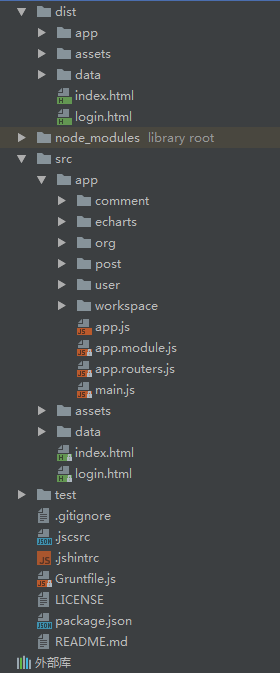 dist
app
assets
data
index.html
login.html
node_modules library root
src
app
comment
echarts
org
post
user
workspace
app.js
app.module.js
app.routers.js
main.js
assets
data
index.html
login.html
test
.gitignore
.jscsrc
.jshintrc
Gruntfile.js
LICENSE
package.json
README.md
外部库